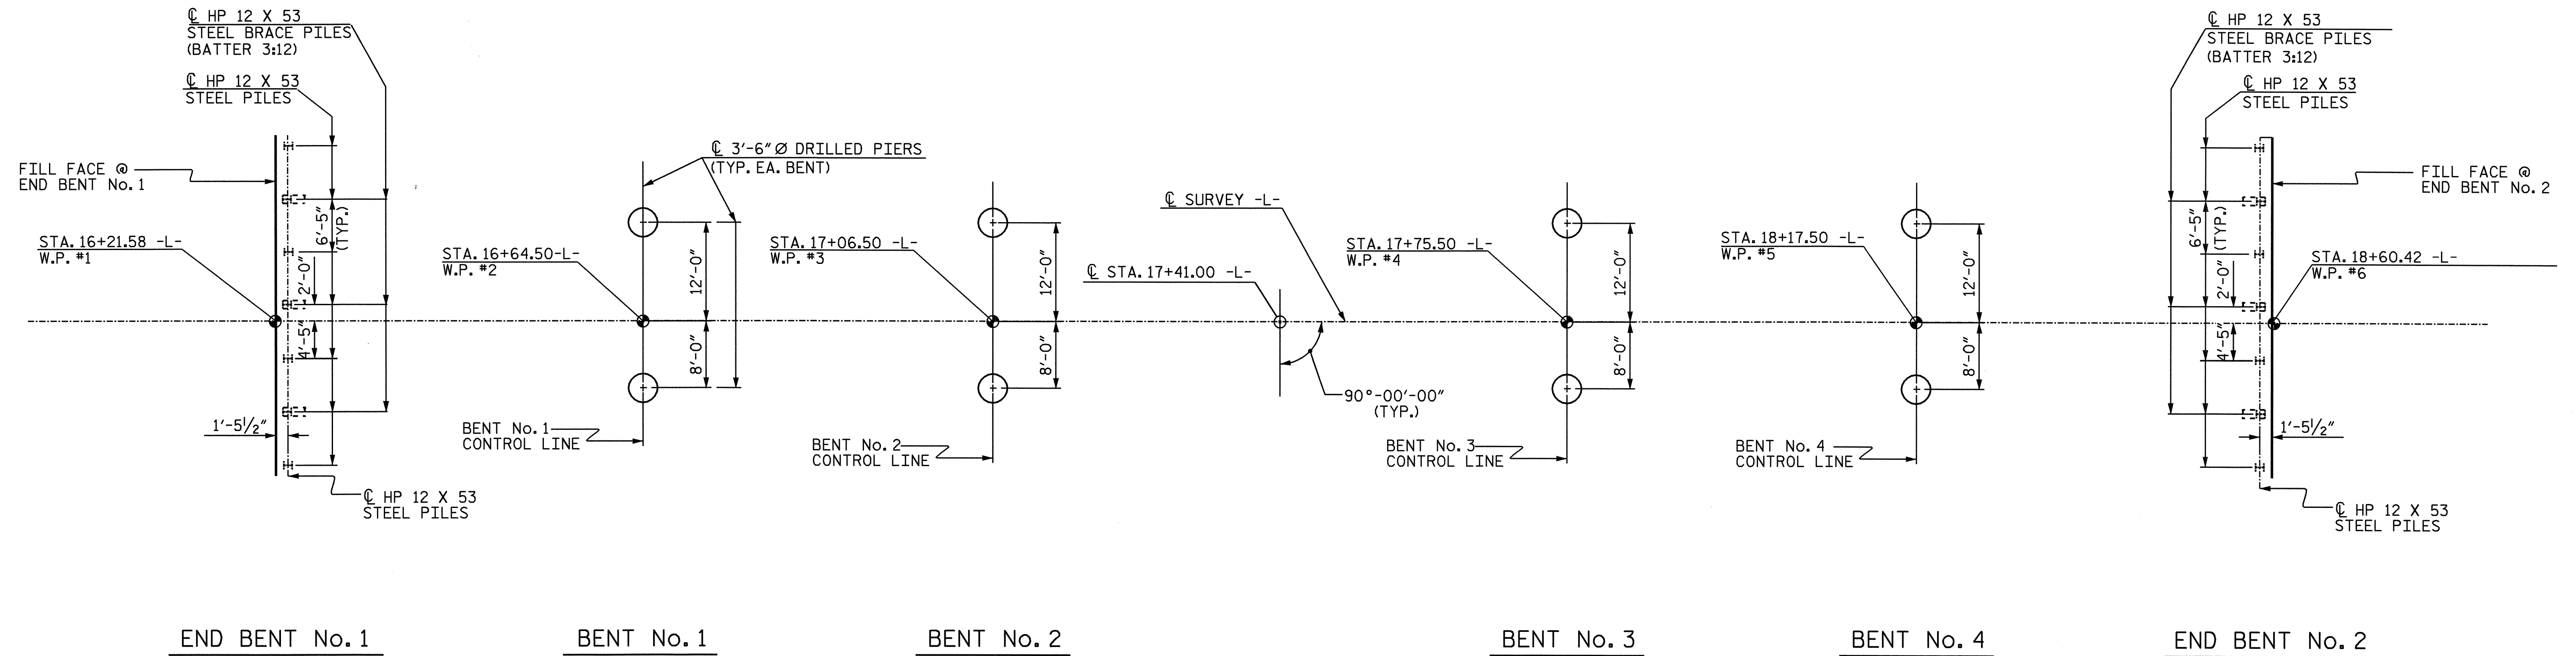 ℄ HP 12 X 53
STEEL BRACE PILES
(BATTER 3:12)
℄ HP 12 X 53
STEEL PILES
FILL FACE @
END BENT No. 1
STA. 16+21.58 -L-
W.P. #1
6'-5"
(TYP.)
2'-0"
4'-5"
1'-5½"
℄ HP 12 X 53
STEEL PILES
STA. 16+64.50-L-
W.P. #2
℄ 3'-6" Ø DRILLED PIERS
(TYP. EA. BENT)
12'-0"
8'-0"
BENT No. 1
CONTROL LINE
STA. 17+06.50 -L-
W.P. #3
12'-0"
8'-0"
BENT No. 2
CONTROL LINE
℄ SURVEY -L-
℄ STA. 17+41.00 -L-
90°-00'-00"
(TYP.)
STA. 17+75.50 -L-
W.P. #4
12'-0"
8'-0"
BENT No. 3
CONTROL LINE
STA. 18+17.50 -L-
W.P. #5
12'-0"
8'-0"
BENT No. 4
CONTROL LINE
℄ HP 12 X 53
STEEL BRACE PILES
(BATTER 3:12)
℄ HP 12 X 53
STEEL PILES
FILL FACE @
END BENT No. 2
6'-5"
(TYP.)
2'-0"
4'-5"
STA. 18+60.42 -L-
W.P. #6
1'-5½"
℄ HP 12 X 53
STEEL PILES
END BENT No. 1
BENT No. 1
BENT No. 2
BENT No. 3
BENT No. 4
END BENT No. 2